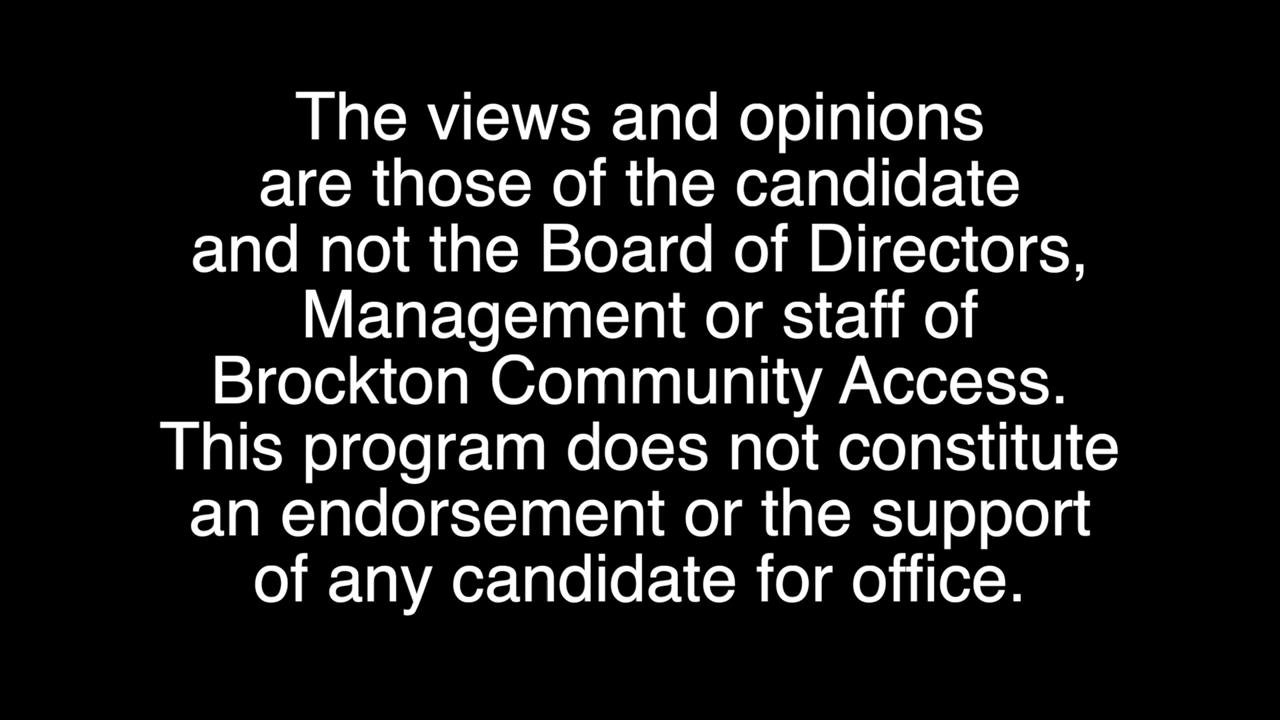 The views and opinions
are those of the candidate
and not the Board of Directors,
Management or staff of
Brockton Community Access.
This program does not constitute
an endorsement or the support
of any candidate for office.